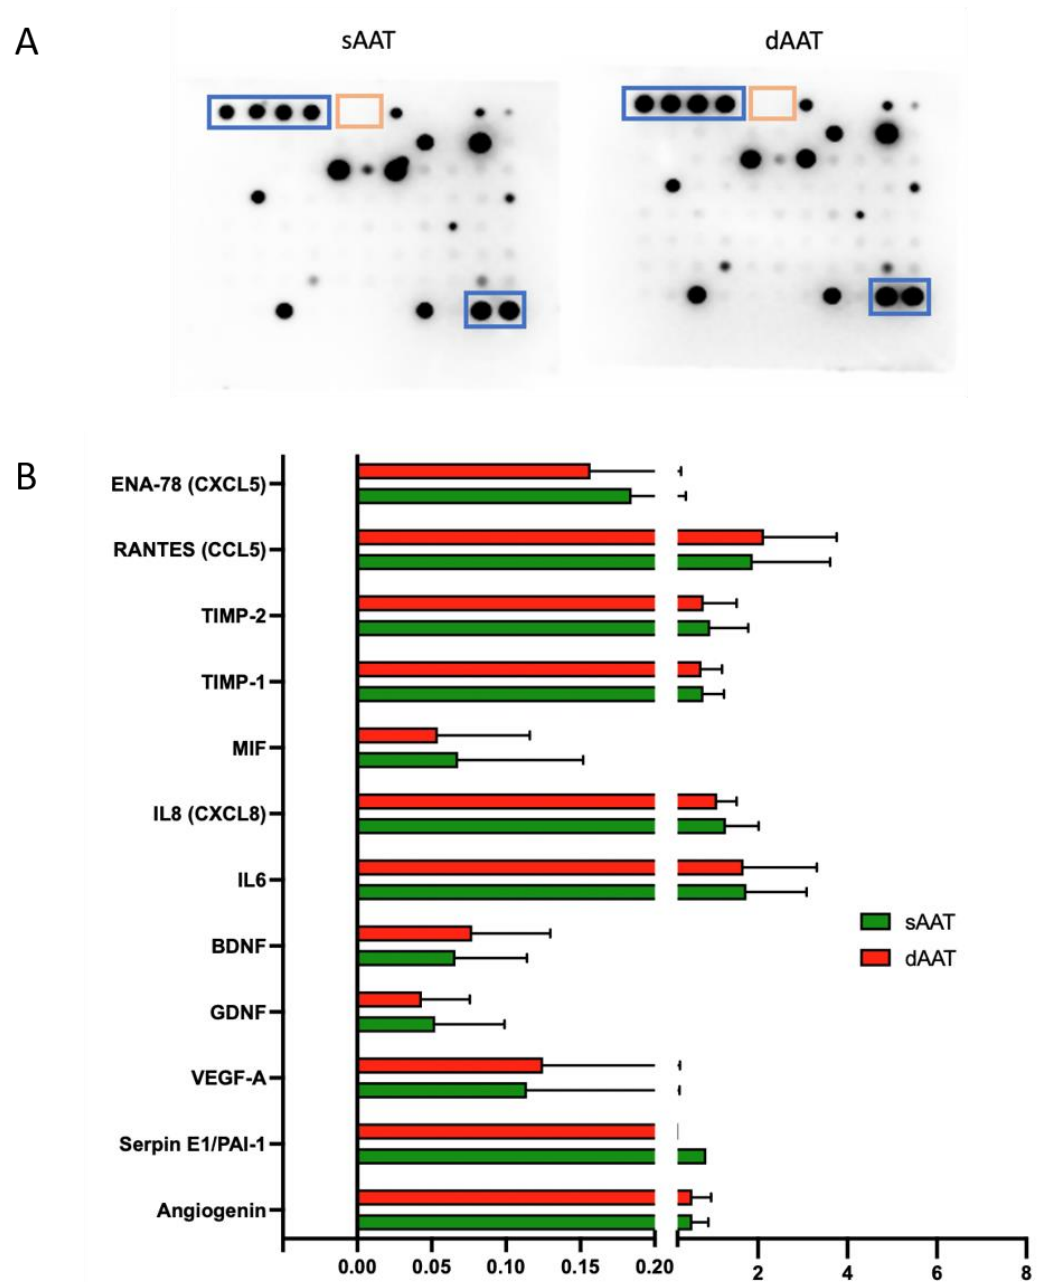 A
sAAT
dAAT
B
ENA-78 (CXCL5)
RANTES (CCL5)
TIMP-2
TIMP-1
MIF
IL8 (CXCL8)
IL6
BDNF
GDNF
VEGF-A
Serpin E1/PAI-1
Angiogenin
sAAT
dAAT
0.00 0.05 0.10 0.15 0.20 2 4 6 8